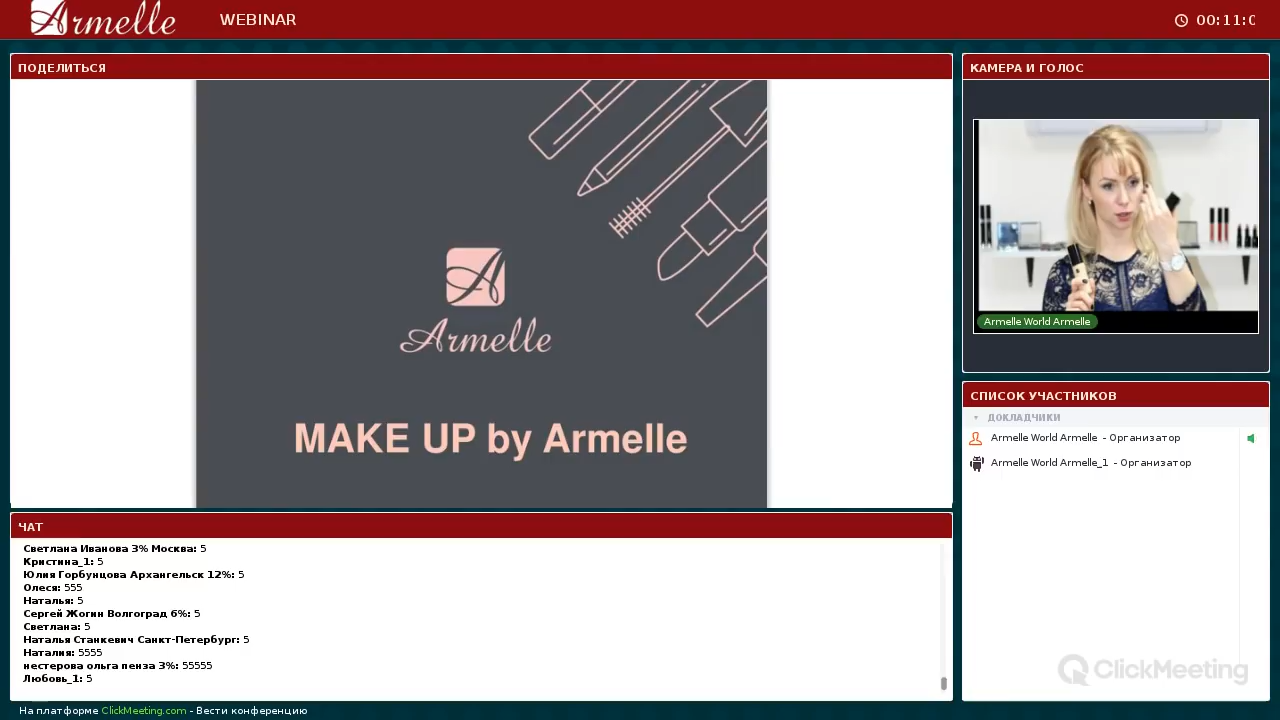 Armelle
WEBINAR
00:11:0
ПОДЕЛИТЬСЯ
КАМЕРА И ГОЛОС
Armelle
MAKE UP by Armelle
Armelle World Armelle
СПИСОК УЧАСТНИКОВ
ДОКЛАДЧИКИ
Armelle World Armelle - Организатор
Armelle World Armelle_1 - Организатор
ЧАТ
Светлана Иванова 3% Москва: 5
Кристина_1: 5
Юлия Горбунцова Архангельск 12%: 5
Олеся: 555
Наталья: 5
Сергей Жогин Волгоград 6%: 5
Светлана: 5
Наталья Станкевич Санкт-Петербург: 5
Наталия: 5555
нестерова ольга пенза 3%: 55555
Любовь_1: 5
ClickMeeting
На платформе ClickMeeting.com - Вести конференцию